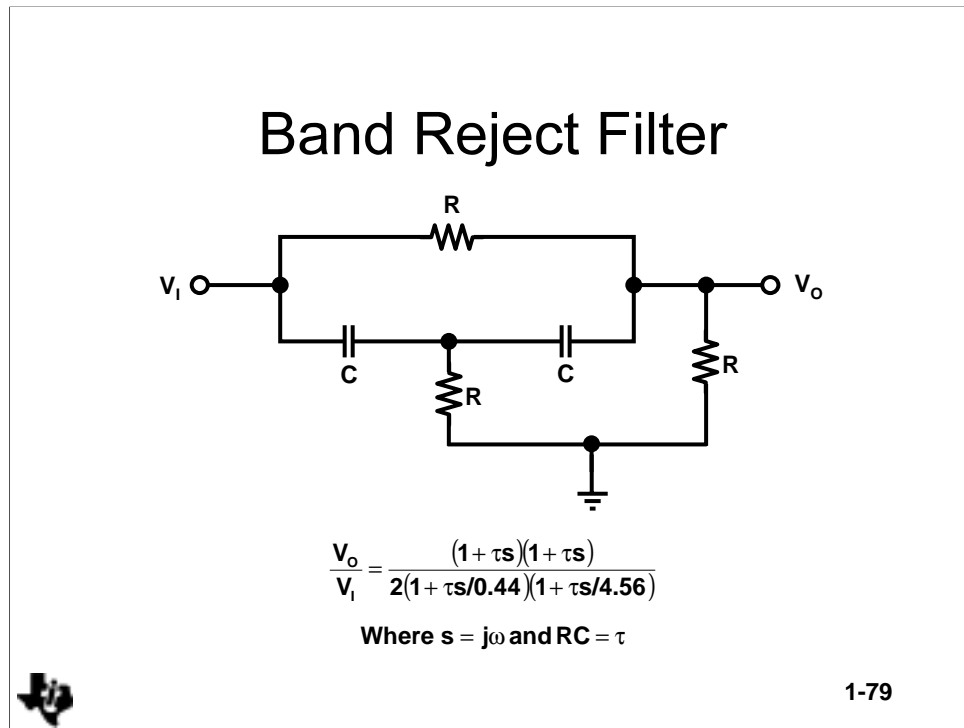 Band Reject Filter
R
V_I
V_O
C
C
R
R
V_O/V_I = (1 + τs)(1 + τs) / 2(1 + τs/0.44)(1 + τs/4.56)
Where s = jω and RC = τ
1-79